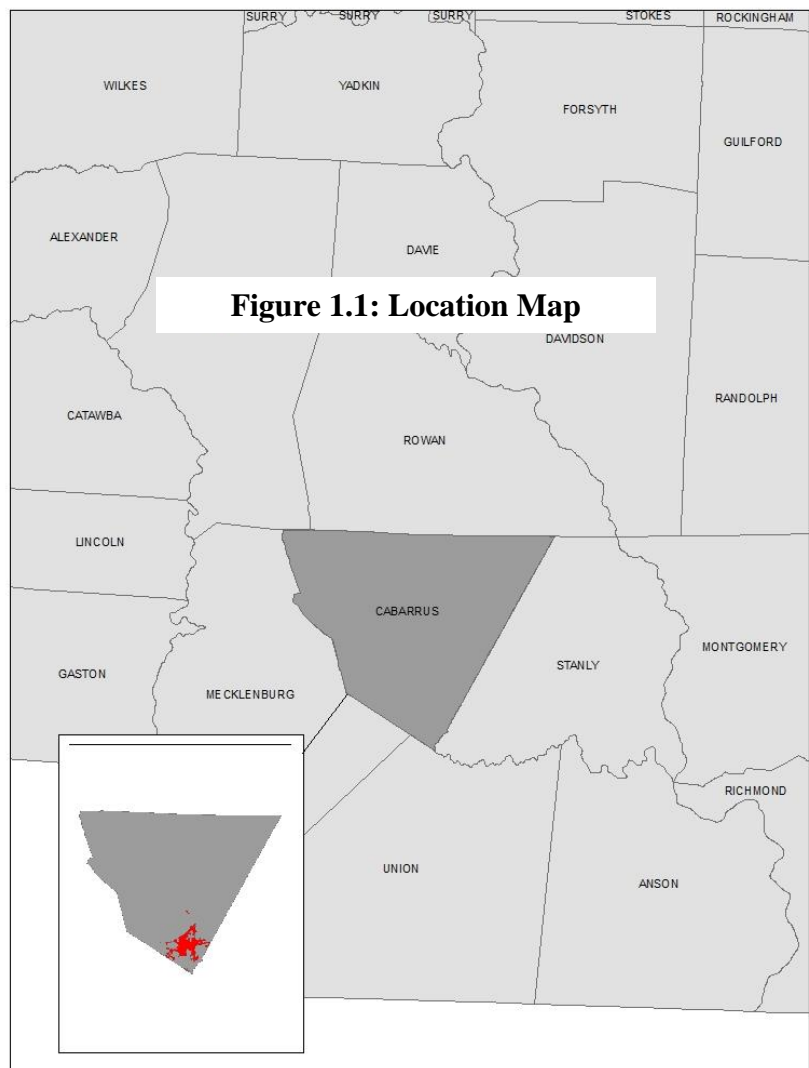 SURRY SURRY SURRY STOKES ROCKINGHAM
WILKES YADKIN
FORSYTH
GUILFORD
ALEXANDER
DAVIE
Figure 1.1: Location Map
DAVIDSON
RANDOLPH
CATAWBA
ROWAN
LINCOLN
CABARRUS
MONTGOMERY
STANLY
GASTON
MECKLENBURG
RICHMOND
UNION
ANSON